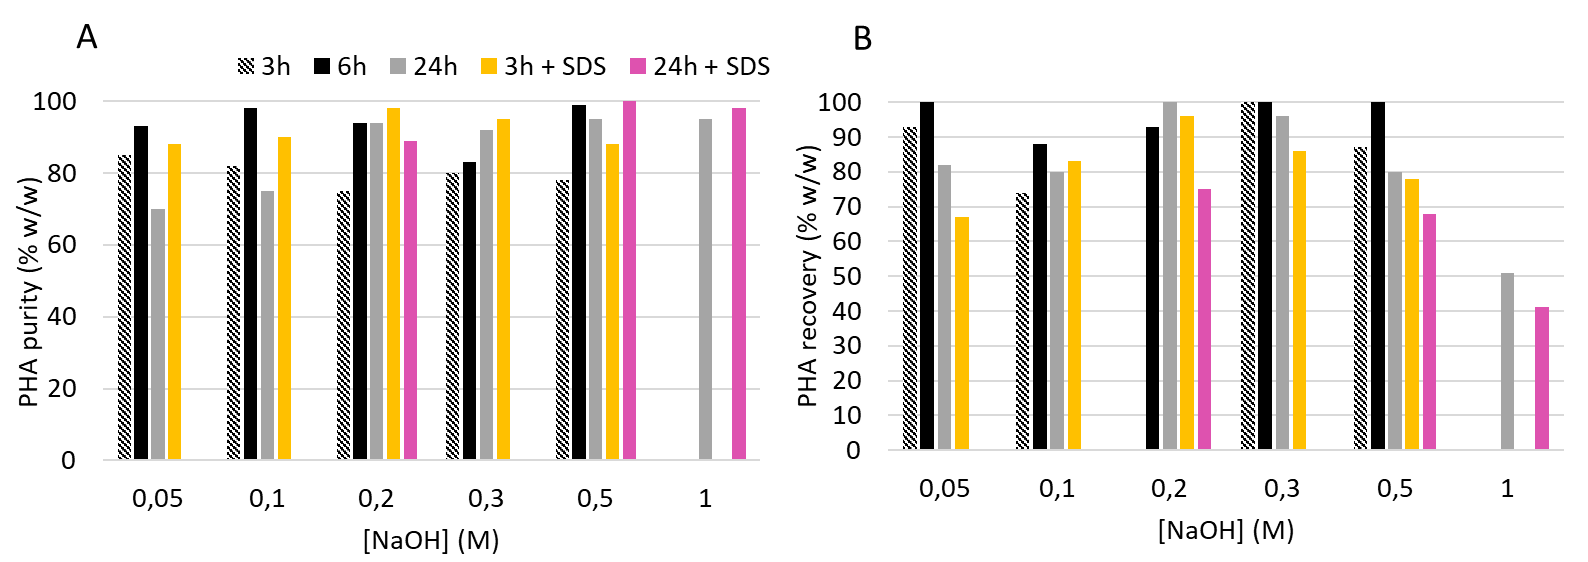 A
3h 6h 24h 3h + SDS 24h + SDS
100
80
60
40
20
0
PHA purity (% w/w)
0,05 0,1 0,2 0,3 0,5 1
[NaOH] (M)
B
100
90
80
70
60
50
40
30
20
10
0
PHA recovery (% w/w)
0,05 0,1 0,2 0,3 0,5 1
[NaOH] (M)